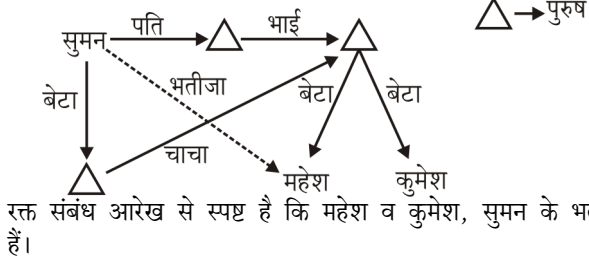 पुरुष
पति
भाई
सुमन
बेटा
भतीजा
बेटा
बेटा
चाचा
महेश
कुमेश
रक्त संबंध आरेख से स्पष्ट है कि महेश व कुमेश, सुमन के
हैं।